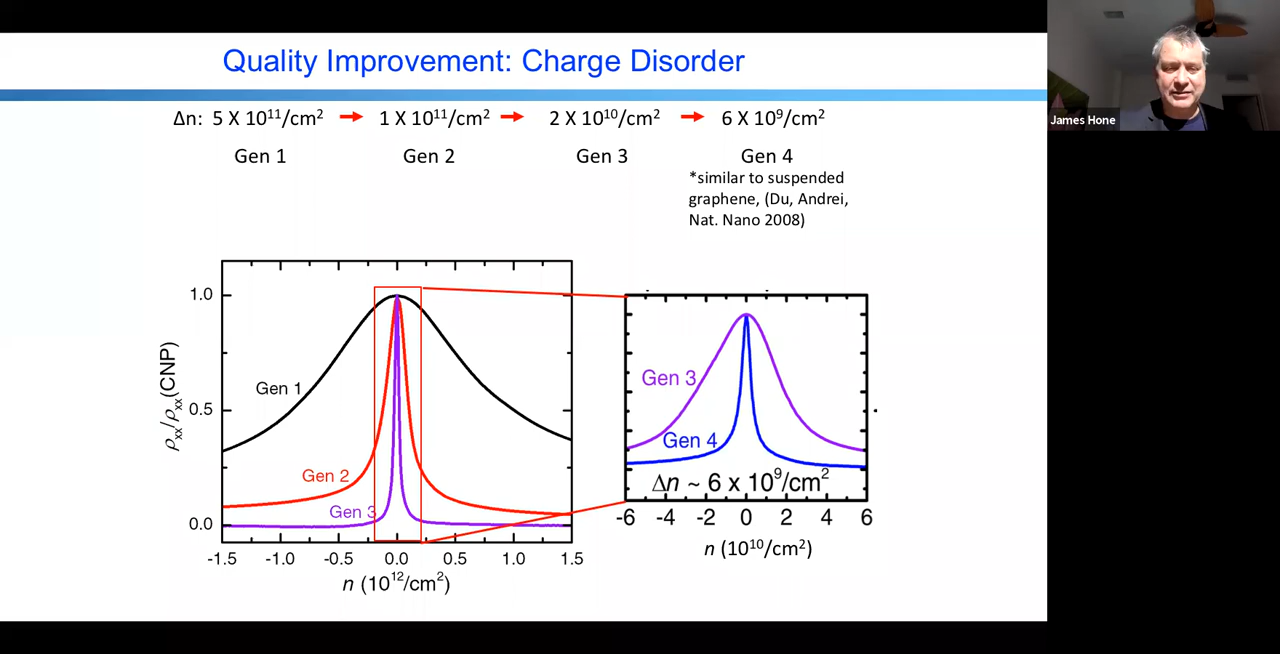 Quality Improvement: Charge Disorder
James Hone
Δn: 5 X 10¹¹/cm² → 1 X 10¹¹/cm² → 2 X 10¹⁰/cm² → 6 X 10⁹/cm²
Gen 1 Gen 2 Gen 3 Gen 4
*similar to suspended
graphene, (Du, Andrei,
Nat. Nano 2008)
ρxx/ρxx(CNP)
1.0
0.5
0.0
Gen 1
Gen 2
Gen 3
-1.5 -1.0 -0.5 0.0 0.5 1.0 1.5
n (10¹²/cm²)
Gen 3
Gen 4
Δn ~ 6 x 10⁹/cm²
-6 -4 -2 0 2 4 6
n (10¹⁰/cm²)